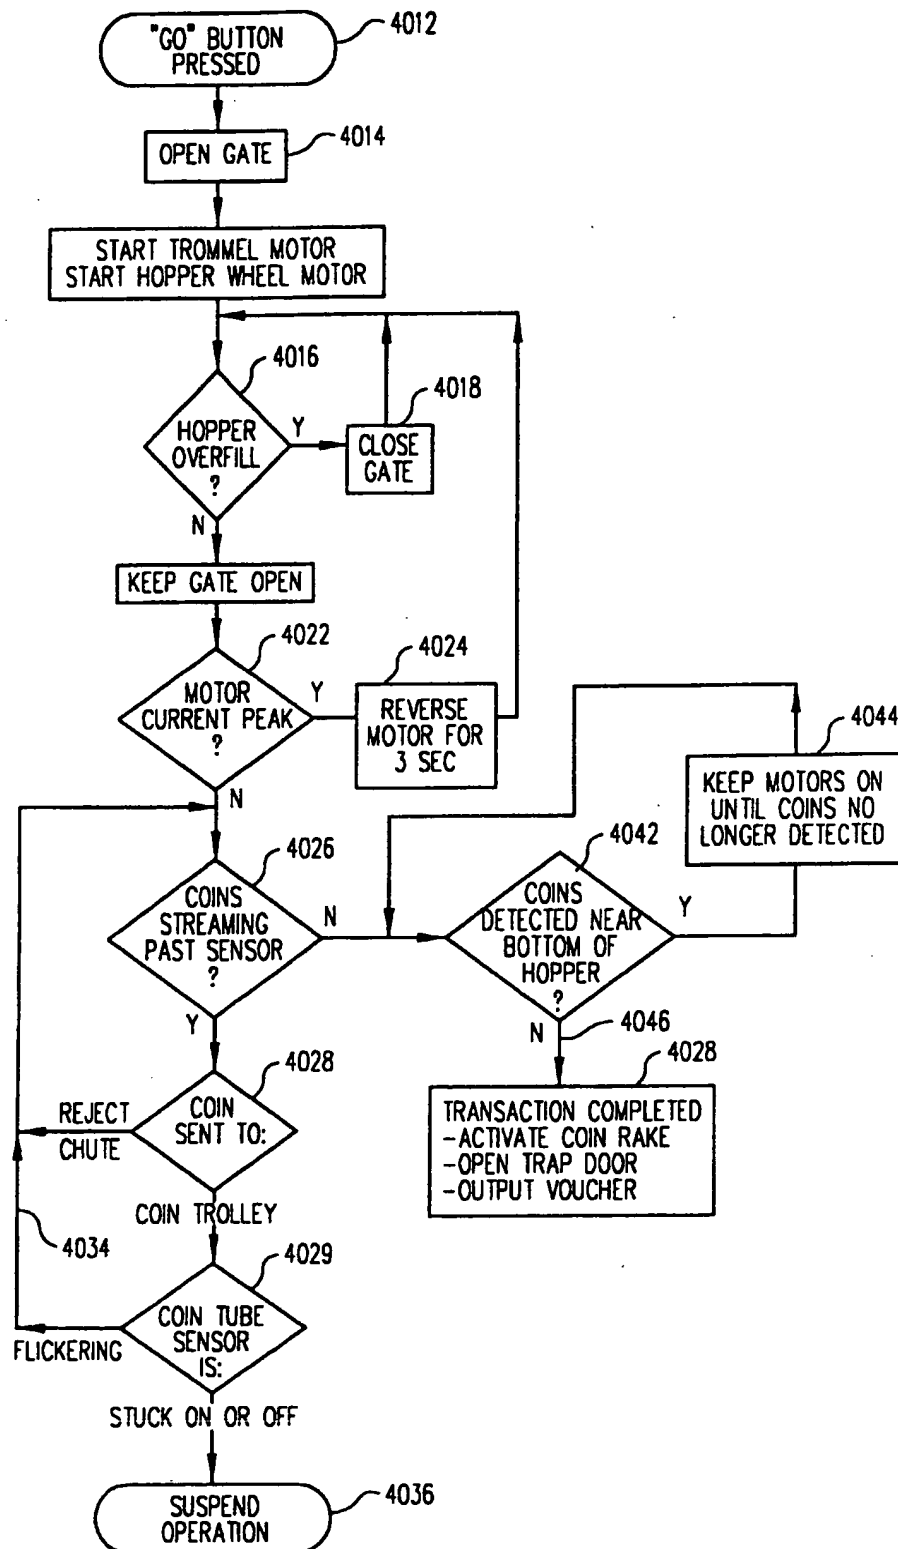 "GO" BUTTON
PRESSED
4012
OPEN GATE
4014
START TROMMEL MOTOR
START HOPPER WHEEL MOTOR
4016
HOPPER
OVERFILL
?
Y
4018
CLOSE
GATE
N
KEEP GATE OPEN
4022
MOTOR
CURRENT PEAK
?
Y
4024
REVERSE
MOTOR FOR
3 SEC
N
4044
KEEP MOTORS ON
UNTIL COINS NO
LONGER DETECTED
4026
COINS
STREAMING
PAST SENSOR
?
N
4042
COINS
DETECTED NEAR
BOTTOM OF
HOPPER
?
Y
N
4046
4028
TRANSACTION COMPLETED
-ACTIVATE COIN RAKE
-OPEN TRAP DOOR
-OUTPUT VOUCHER
Y
4028
COIN
SENT TO:
REJECT
CHUTE
COIN TROLLEY
4034
4029
COIN TUBE
SENSOR
IS:
FLICKERING
STUCK ON OR OFF
4036
SUSPEND
OPERATION